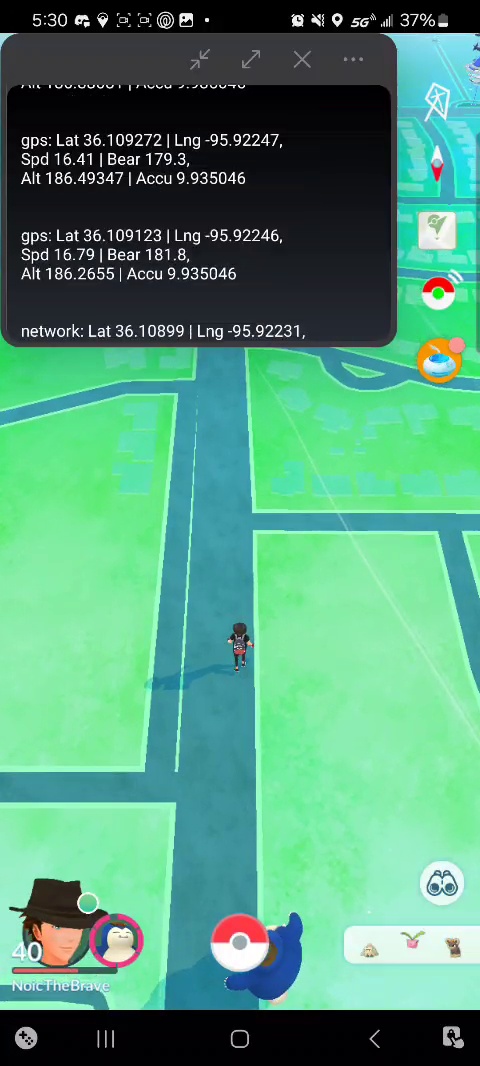 5:30
5G
37%
gps: Lat 36.109272 | Lng -95.92247,
Spd 16.41 | Bear 179.3,
Alt 186.49347 | Accu 9.935046
gps: Lat 36.109123 | Lng -95.92246,
Spd 16.79 | Bear 181.8,
Alt 186.2655 | Accu 9.935046
network: Lat 36.10899 | Lng -95.92231,
40
NoicTheBrave